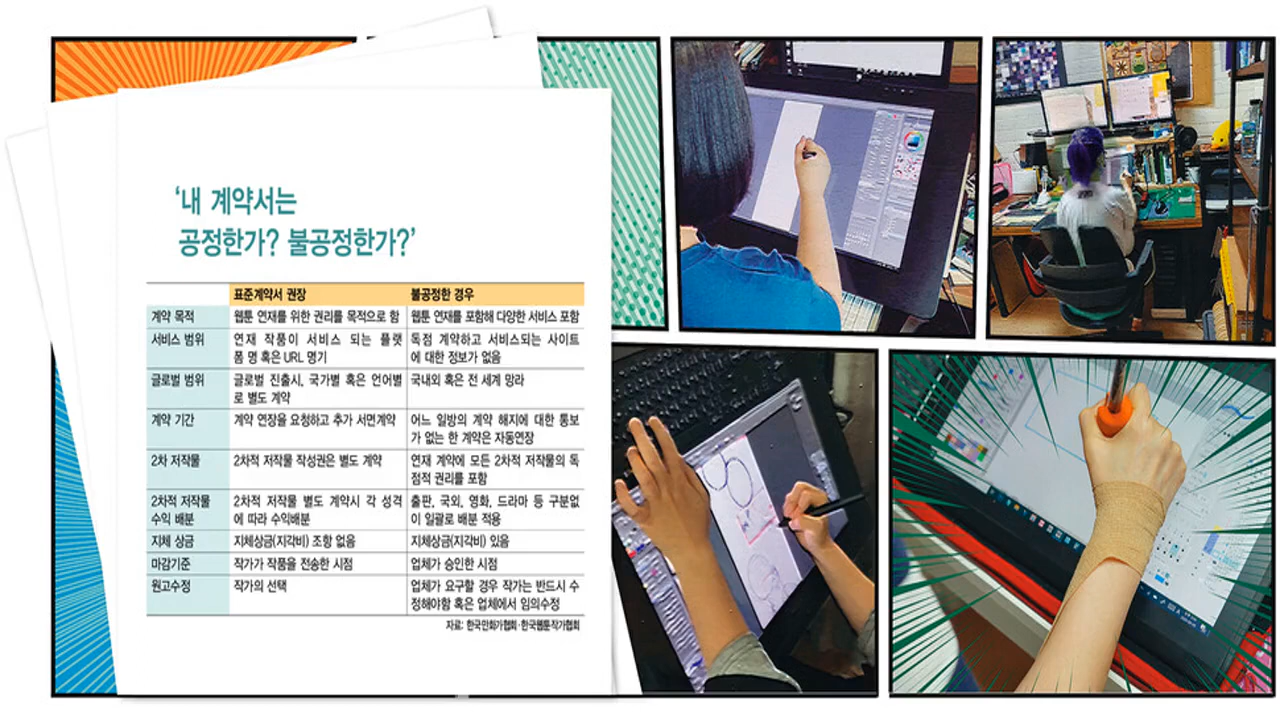 ‘내 계약서는
공정한가? 불공정한가?’
표준계약서 권장 불공정한 경우
계약 목적 웹툰 연재를 위한 권리를 목적으로 함 웹툰 연재를 포함해 다양한 서비스 포함
서비스 범위 연재 작품이 서비스 되는 플랫 독점 계약하고 서비스되는 사이트
폼 명 혹은 URL 명기 에 대한 정보가 없음
글로벌 범위 글로벌 진출시, 국가별 혹은 언어별 국내외 혹은 전 세계 망라
로 별도 계약
계약 기간 계약 연장을 요청하고 추가 서면계약 어느 일방의 계약 해지에 대한 통보
가 없는 한 계약은 자동연장
2차 저작물 2차적 저작물 작성권은 별도 계약 연재 계약에 모든 2차적 저작물의 독
점적 권리를 포함
2차적 저작물 2차적 저작물 별도 계약시 각 성격 출판, 국외, 영화, 드라마 등 구분없
수익 배분 에 따라 수익배분 이 일괄로 배분 적용
지체 상금 지체상금(지각비) 조항 없음 지체상금(지각비) 있음
마감기준 작가가 작품을 전송한 시점 업체가 승인한 시점
원고수정 작가의 선택 업체가 요구할 경우 작가는 반드시 수
정해야함 혹은 업체에서 임의수정
자료: 한국만화가협회·한국웹툰작가협회